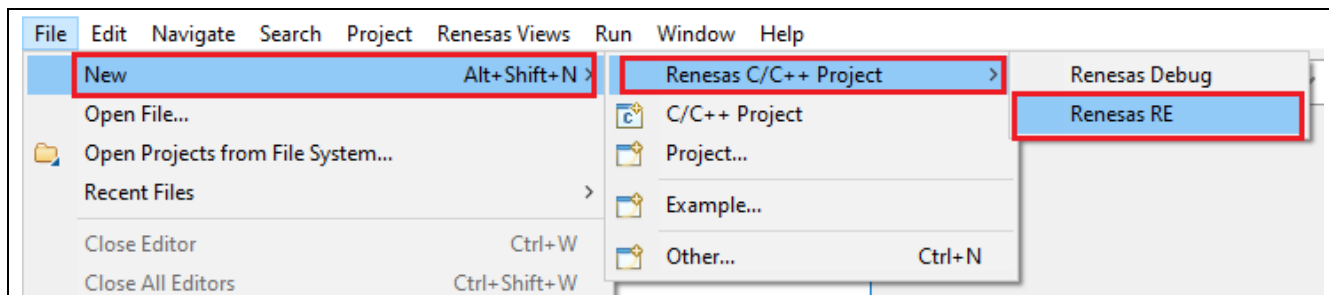 File Edit Navigate Search Project Renesas Views Run Window Help
New Alt+Shift+N >
Open File...
Open Projects from File System...
Recent Files >
Close Editor Ctrl+W
Close All Editors Ctrl+Shift+W
Renesas C/C++ Project >
C/C++ Project
Project...
Example...
Other... Ctrl+N
Renesas Debug
Renesas RE